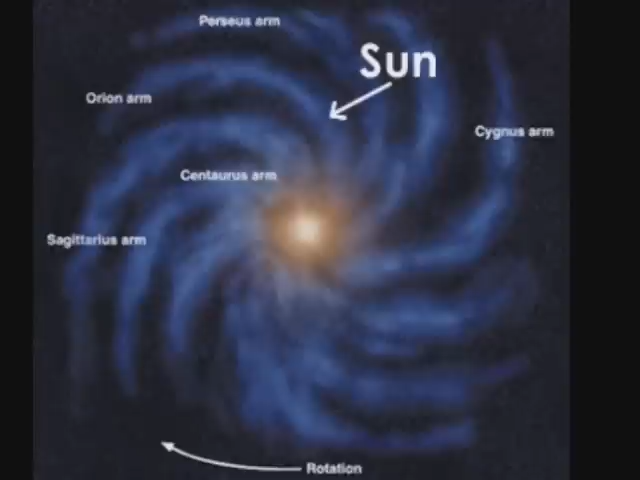 Perseus arm
Sun
Orion arm
Cygnus arm
Centaurus arm
Sagittarius arm
Rotation